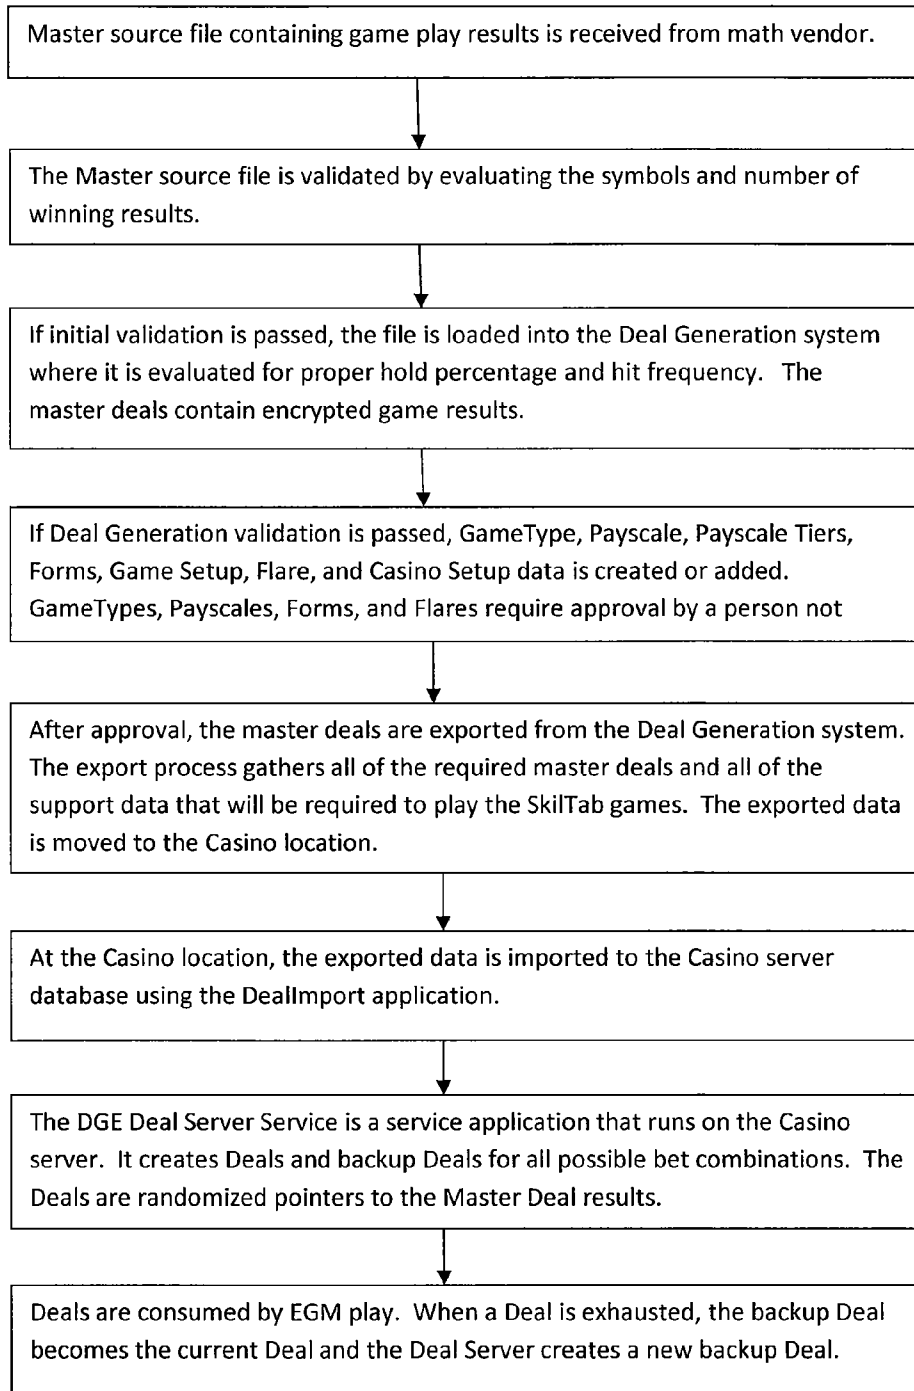 Master source file containing game play results is received from math vendor.
The Master source file is validated by evaluating the symbols and number of
winning results.
If initial validation is passed, the file is loaded into the Deal Generation system
where it is evaluated for proper hold percentage and hit frequency. The
master deals contain encrypted game results.
If Deal Generation validation is passed, GameType, Payscale, Payscale Tiers,
Forms, Game Setup, Flare, and Casino Setup data is created or added.
GameTypes, Payscales, Forms, and Flares require approval by a person not
After approval, the master deals are exported from the Deal Generation system.
The export process gathers all of the required master deals and all of the
support data that will be required to play the SkilTab games. The exported data
is moved to the Casino location.
At the Casino location, the exported data is imported to the Casino server
database using the DealImport application.
The DGE Deal Server Service is a service application that runs on the Casino
server. It creates Deals and backup Deals for all possible bet combinations. The
Deals are randomized pointers to the Master Deal results.
Deals are consumed by EGM play. When a Deal is exhausted, the backup Deal
becomes the current Deal and the Deal Server creates a new backup Deal.